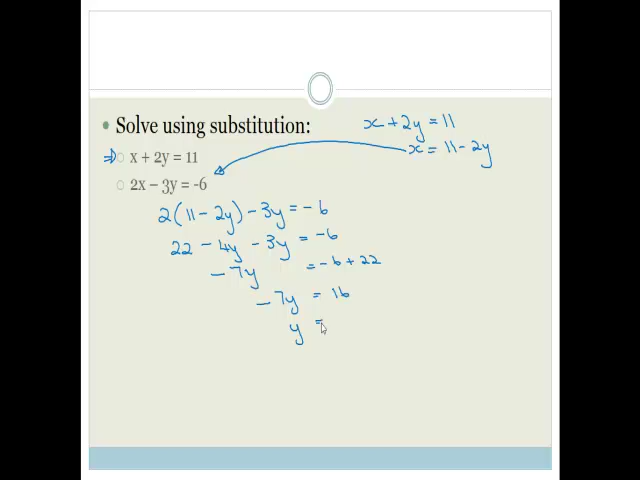 Solve using substitution:
x + 2y = 11
x = 11 - 2y
x + 2y = 11
2x – 3y = -6
2(11 - 2y) - 3y = -6
22 - 4y - 3y = -6
-7y = -6 + 22
-7y = 16
y =